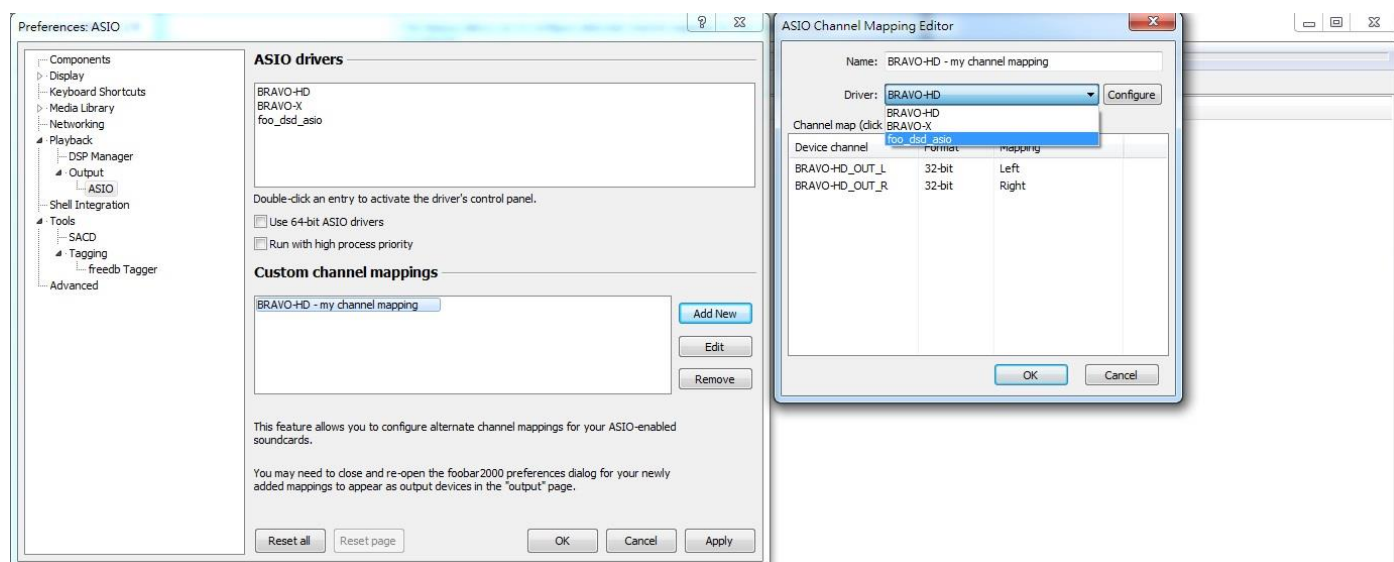 Preferences: ASIO
Components
Display
Keyboard Shortcuts
Media Library
Networking
Playback
DSP Manager
Output
ASIO
Shell Integration
Tools
SACD
Tagging
freedb Tagger
Advanced
ASIO drivers
BRAVO-HD
BRAVO-X
foo_dsd_asio
Double-click an entry to activate the driver's control panel.
Use 64-bit ASIO drivers
Run with high process priority
Custom channel mappings
BRAVO-HD - my channel mapping
Add New
Edit
Remove
This feature allows you to configure alternate channel mappings for your ASIO-enabled
soundcards.
You may need to close and re-open the foobar2000 preferences dialog for your newly
added mappings to appear as output devices in the "output" page.
Reset all
Reset page
OK
Cancel
Apply
ASIO Channel Mapping Editor
Name: BRAVO-HD - my channel mapping
Driver: BRAVO-HD
Configure
BRAVO-HD
Channel map (click
BRAVO-X
foo_dsd_asio
Device channel Format Mapping
BRAVO-HD_OUT_L 32-bit Left
BRAVO-HD_OUT_R 32-bit Right
OK
Cancel